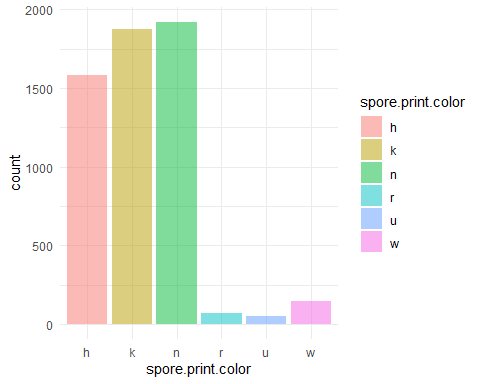 2000
1500
1000
500
0
count
h k n r u w
spore.print.color
spore.print.color
h
k
n
r
u
w